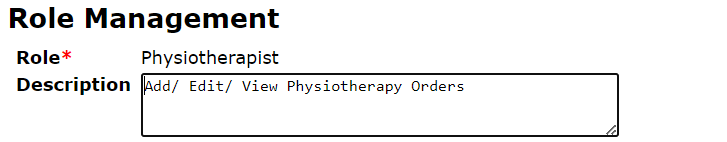 Role Management
Role* Physiotherapist
Description Add/ Edit/ View Physiotherapy Orders